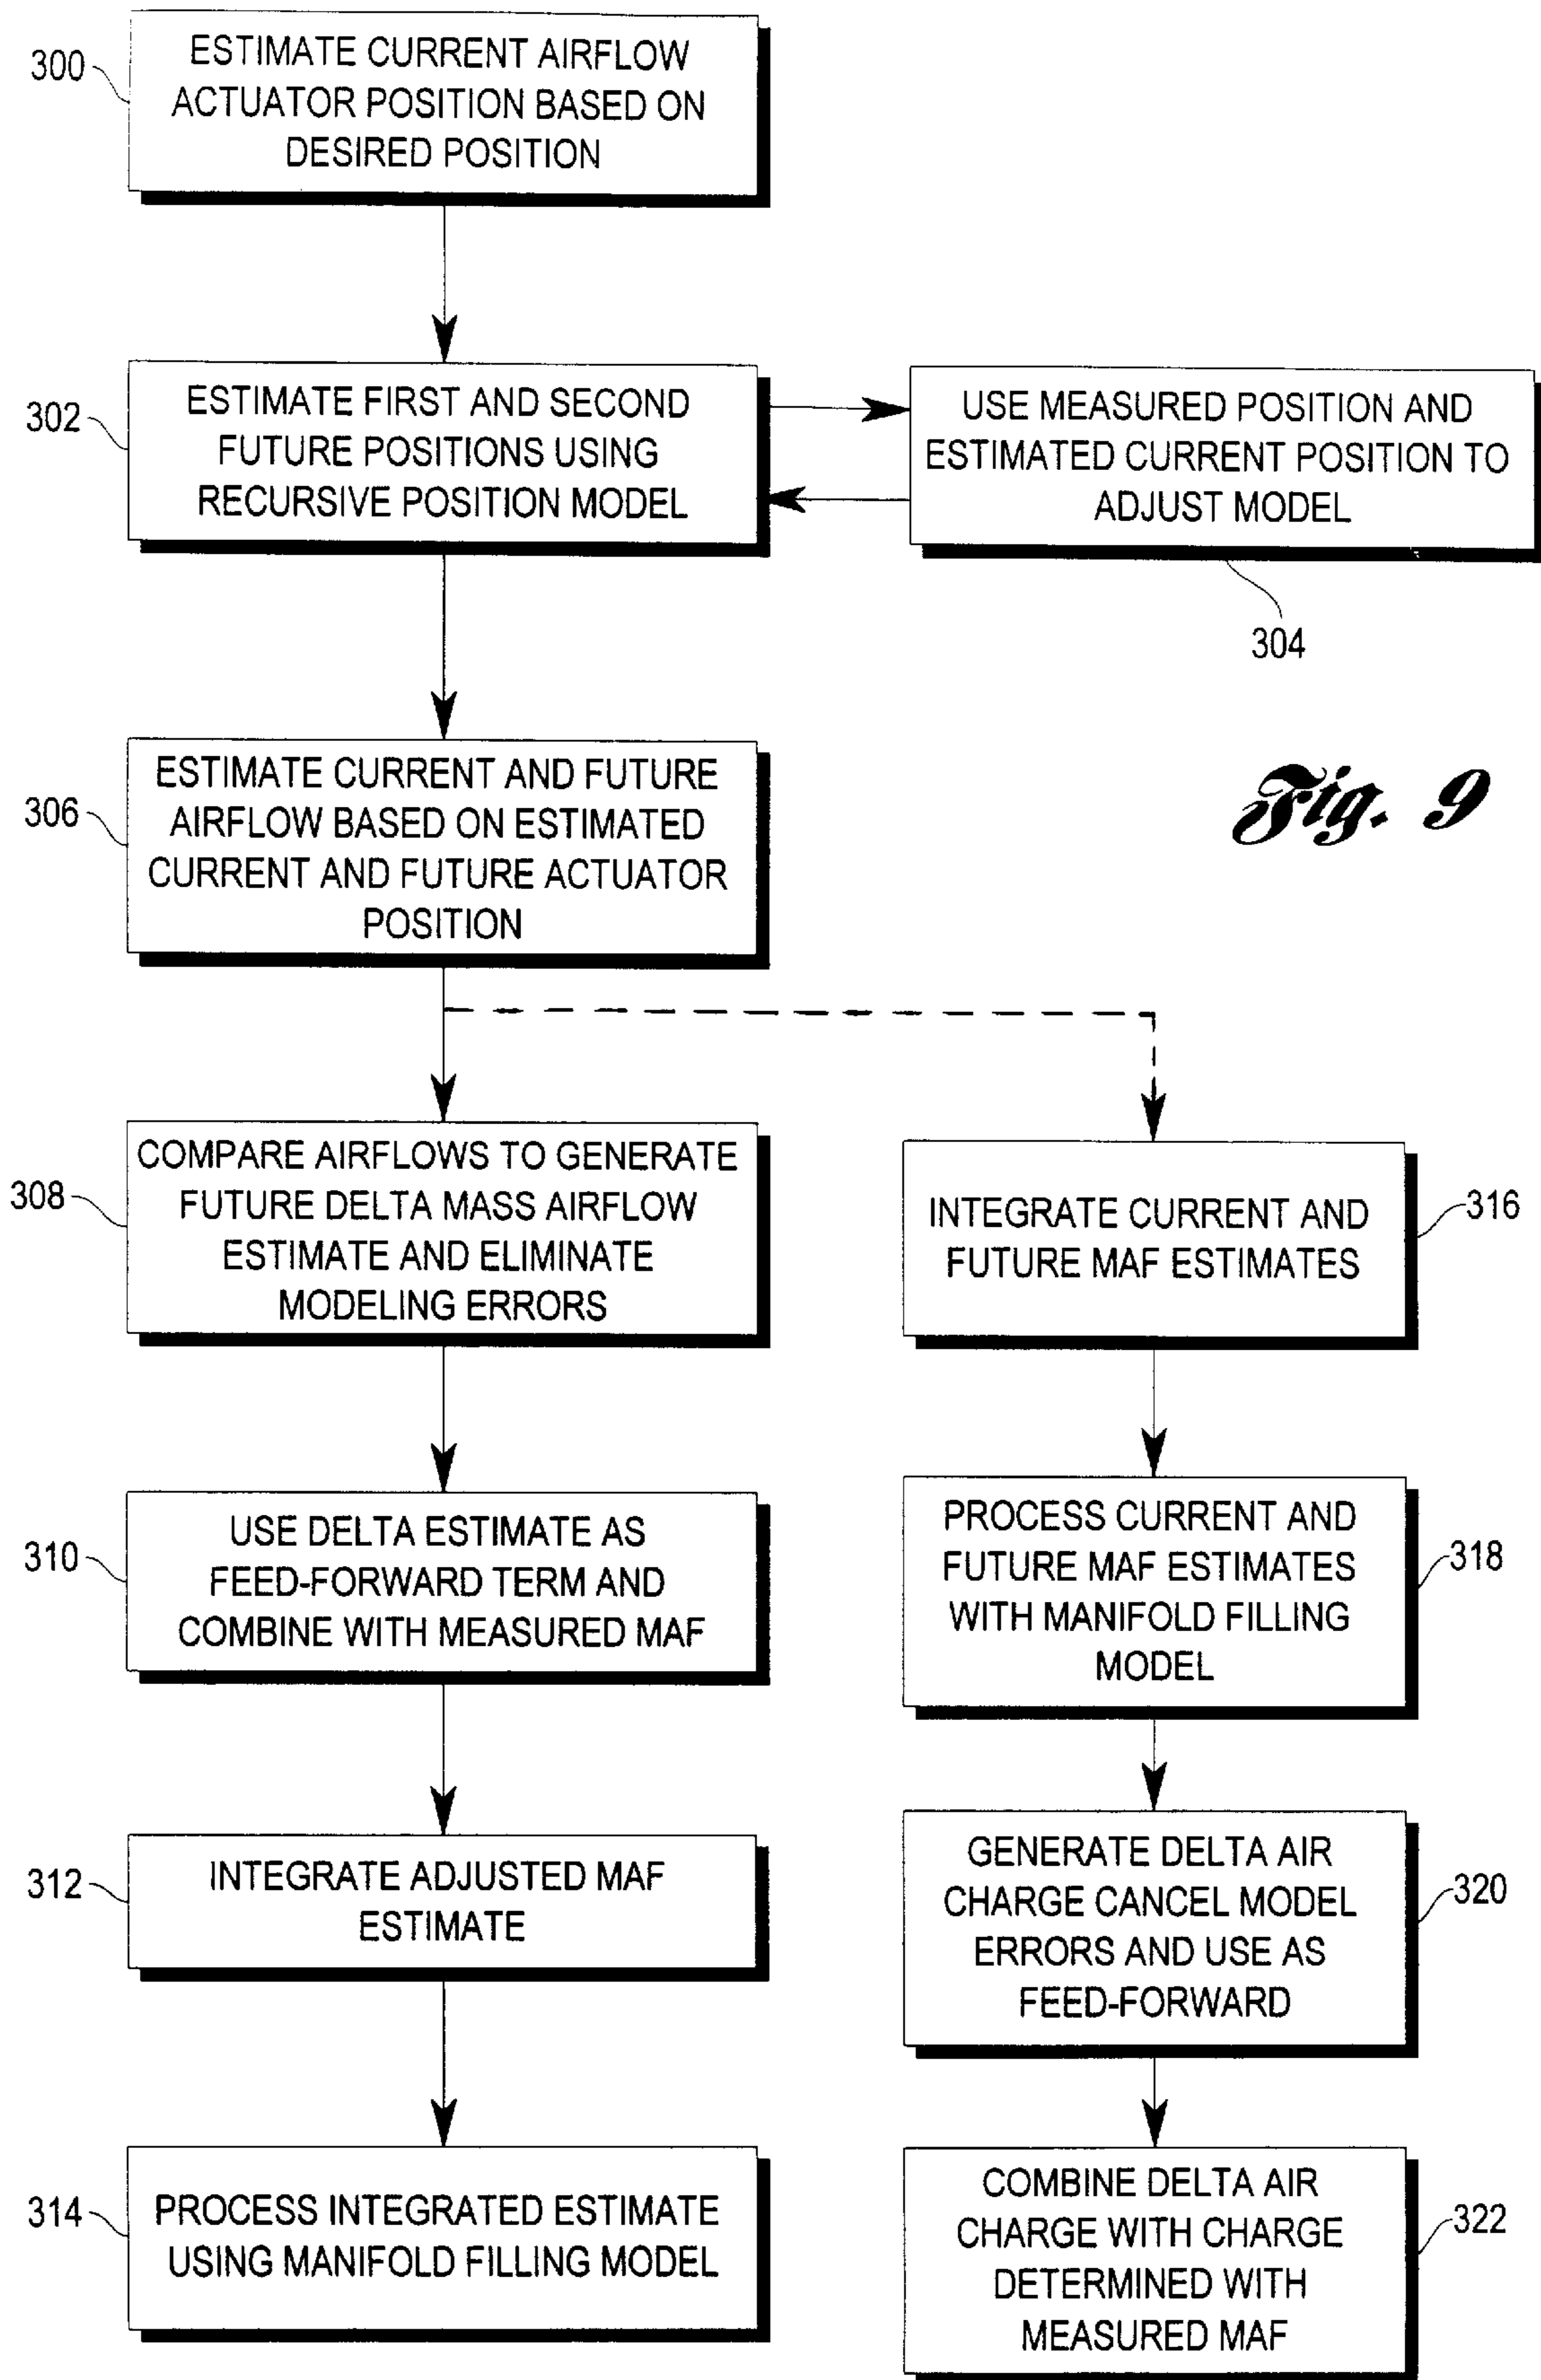 300
ESTIMATE CURRENT AIRFLOW
ACTUATOR POSITION BASED ON
DESIRED POSITION
302
ESTIMATE FIRST AND SECOND
FUTURE POSITIONS USING
RECURSIVE POSITION MODEL
USE MEASURED POSITION AND
ESTIMATED CURRENT POSITION TO
ADJUST MODEL
304
306
ESTIMATE CURRENT AND FUTURE
AIRFLOW BASED ON ESTIMATED
CURRENT AND FUTURE ACTUATOR
POSITION
Fig. 9
308
COMPARE AIRFLOWS TO GENERATE
FUTURE DELTA MASS AIRFLOW
ESTIMATE AND ELIMINATE
MODELING ERRORS
310
USE DELTA ESTIMATE AS
FEED-FORWARD TERM AND
COMBINE WITH MEASURED MAF
312
INTEGRATE ADJUSTED MAF
ESTIMATE
314
PROCESS INTEGRATED ESTIMATE
USING MANIFOLD FILLING MODEL
INTEGRATE CURRENT AND
FUTURE MAF ESTIMATES
316
PROCESS CURRENT AND
FUTURE MAF ESTIMATES
WITH MANIFOLD FILLING
MODEL
318
GENERATE DELTA AIR
CHARGE CANCEL MODEL
ERRORS AND USE AS
FEED-FORWARD
320
COMBINE DELTA AIR
CHARGE WITH CHARGE
DETERMINED WITH
MEASURED MAF
322